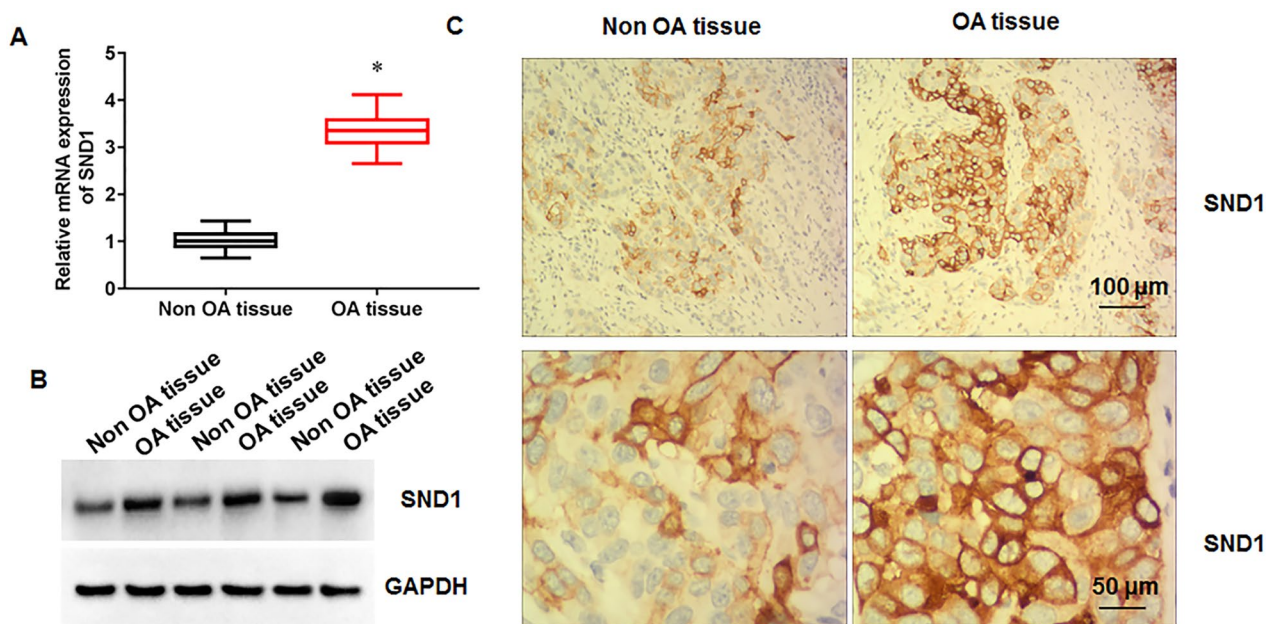 A
Relative mRNA expression
of SND1
5
4
3
2
1
0
*
Non OA tissue
OA tissue
B
Non OA tissue
OA tissue
Non OA tissue
OA tissue
Non OA tissue
OA tissue
SND1
GAPDH
C
Non OA tissue
OA tissue
SND1
100 μm
SND1
50 μm